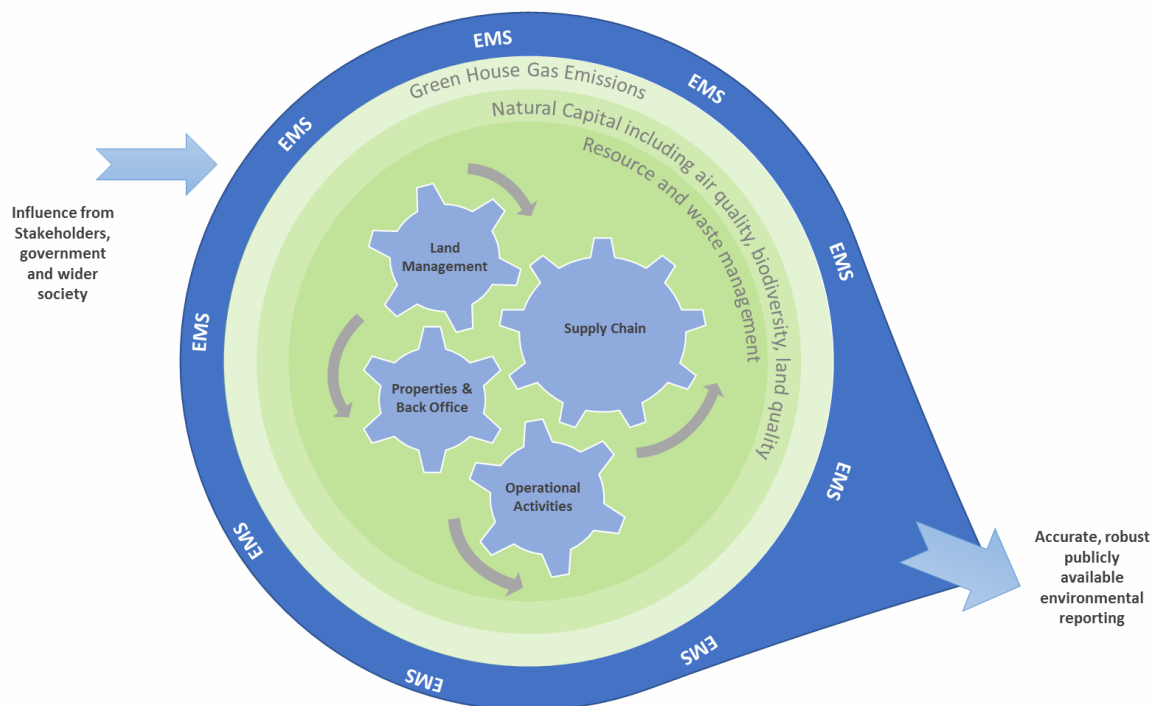 EMS
EMS
EMS
EMS
EMS
EMS
EMS
EMS
EMS
EMS
Green House Gas Emissions
Natural Capital including air quality, biodiversity, land quality
Resource and waste management
Influence from
Stakeholders,
government
and wider
society
Land
Management
Supply Chain
Properties &
Back Office
Operational
Activities
Accurate, robust
publicly
available
environmental
reporting